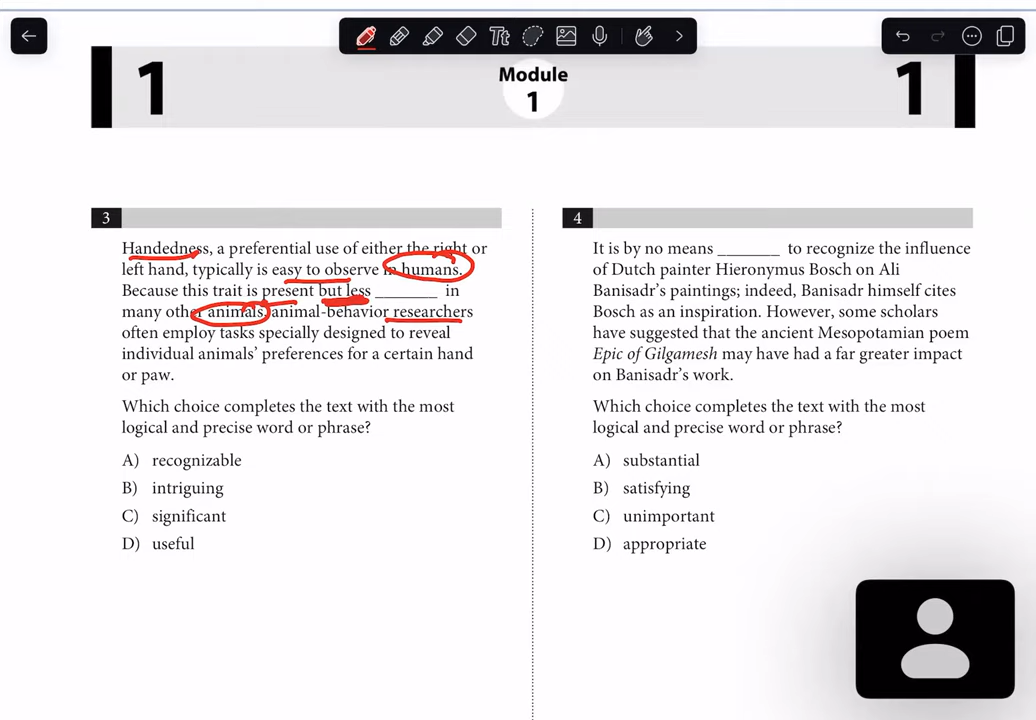 Tt
1
Module
1
1
3
Handedness, a preferential use of either the right or
left hand, typically is easy to observe in humans.
Because this trait is present but less _______ in
many other animals, animal-behavior researchers
often employ tasks specially designed to reveal
individual animals’ preferences for a certain hand
or paw.
Which choice completes the text with the most
logical and precise word or phrase?
A) recognizable
B) intriguing
C) significant
D) useful
4
It is by no means _______ to recognize the influence
of Dutch painter Hieronymus Bosch on Ali
Banisadr’s paintings; indeed, Banisadr himself cites
Bosch as an inspiration. However, some scholars
have suggested that the ancient Mesopotamian poem
Epic of Gilgamesh may have had a far greater impact
on Banisadr’s work.
Which choice completes the text with the most
logical and precise word or phrase?
A) substantial
B) satisfying
C) unimportant
D) appropriate